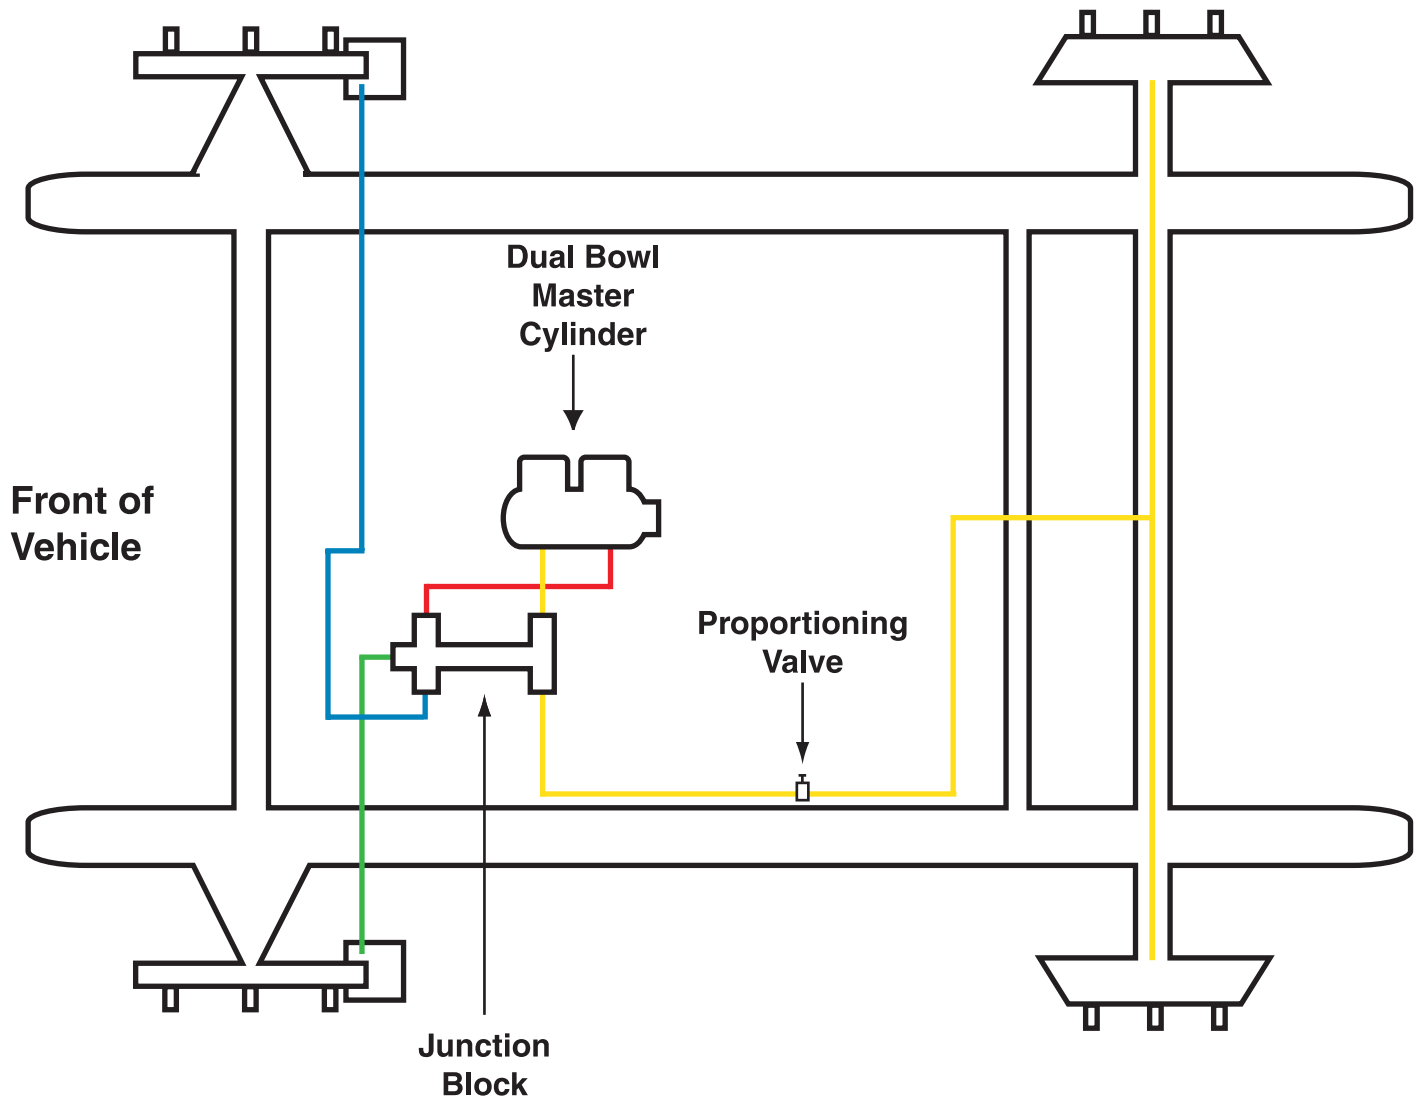 Dual Bowl
Master
Cylinder
Front of
Vehicle
Proportioning
Valve
Junction
Block